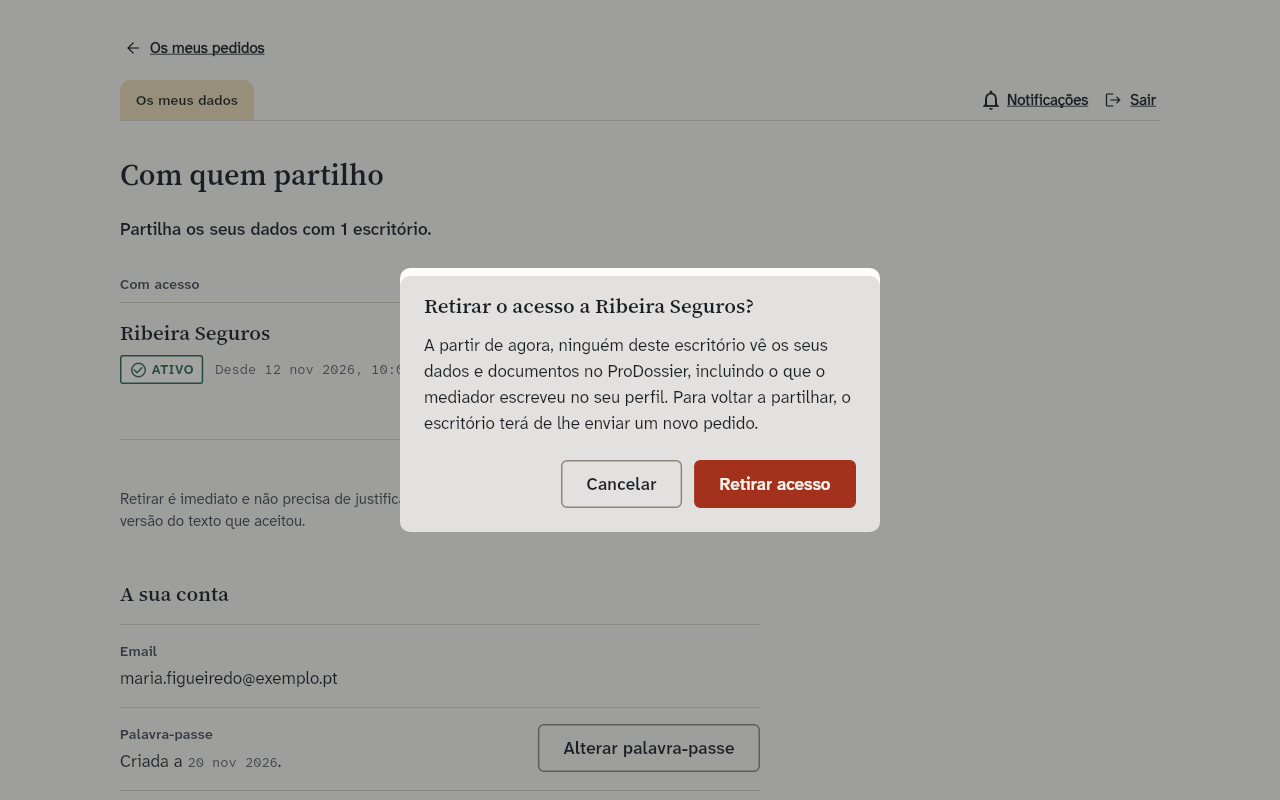 Os meus pedidos
Os meus dados
Notificações
Sair
Com quem partilho
Partilha os seus dados com 1 escritório.
Com acesso
Ribeira Seguros
ATIVO
Desde 12 nov 2026,
Retirar é imediato e não precisa de
versão do texto que aceitou.
Retirar o acesso a Ribeira Seguros?
A partir de agora, ninguém deste escritório vê os seus
dados e documentos no ProDossier, incluindo o que o
mediador escreveu no seu perfil. Para voltar a partilhar, o
escritório terá de lhe enviar um novo pedido.
Cancelar
Retirar acesso
A sua conta
Email
maria.figueiredo@exemplo.pt
Palavra-passe
Criada a 20 nov 2026.
Alterar palavra-passe